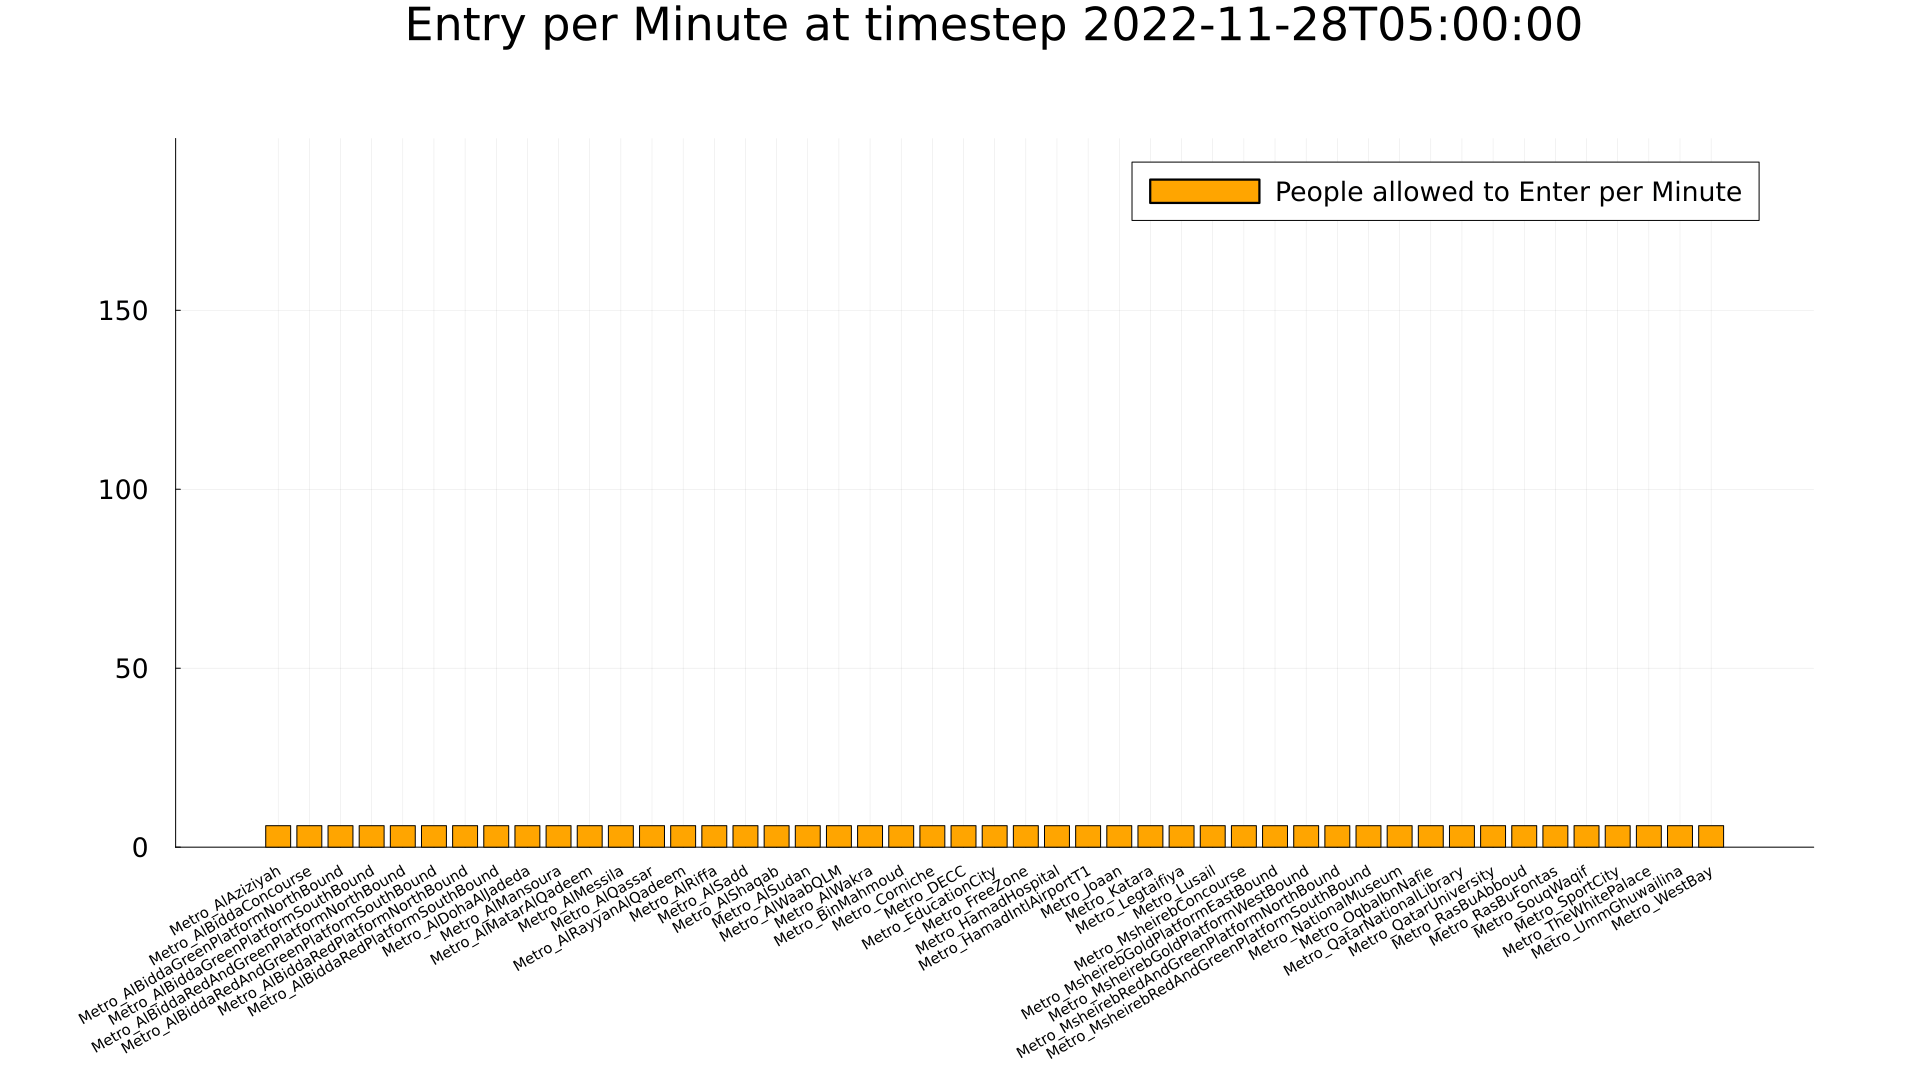 Entry per Minute at timestep 2022-11-28T05:00:00
People allowed to Enter per Minute
150
100
50
0
Metro_AlAziziyah
Metro_AlBiddaConcourse
Metro_AlBiddaGreenPlatformNorthBound
Metro_AlBiddaGreenPlatformSouthBound
Metro_AlBiddaRedAndGreenPlatformNorthBound
Metro_AlBiddaRedAndGreenPlatformSouthBound
Metro_AlBiddaRedPlatformNorthBound
Metro_AlBiddaRedPlatformSouthBound
Metro_AlDohaAlJadeda
Metro_AlMansoura
Metro_AlMatarAlQadeem
Metro_AlMessila
Metro_AlQassar
Metro_AlRayyanAlQadeem
Metro_AlRiffa
Metro_AlSadd
Metro_AlShaqab
Metro_AlSudan
Metro_AlWaabQLM
Metro_AlWakra
Metro_BinMahmoud
Metro_Corniche
Metro_DECC
Metro_EducationCity
Metro_FreeZone
Metro_HamadHospital
Metro_HamadIntlAirportT1
Metro_Joaan
Metro_Katara
Metro_Legtaifiya
Metro_Lusail
Metro_MsheirebConcourse
Metro_MsheirebGoldPlatformEastBound
Metro_MsheirebGoldPlatformWestBound
Metro_MsheirebRedAndGreenPlatformNorthBound
Metro_MsheirebRedAndGreenPlatformSouthBound
Metro_NationalMuseum
Metro_OqbaIbnNafie
Metro_QatarNationalLibrary
Metro_QatarUniversity
Metro_RasBuAbboud
Metro_RasBuFontas
Metro_SouqWaqif
Metro_SportCity
Metro_TheWhitePalace
Metro_UmmGhuwailina
Metro_WestBay